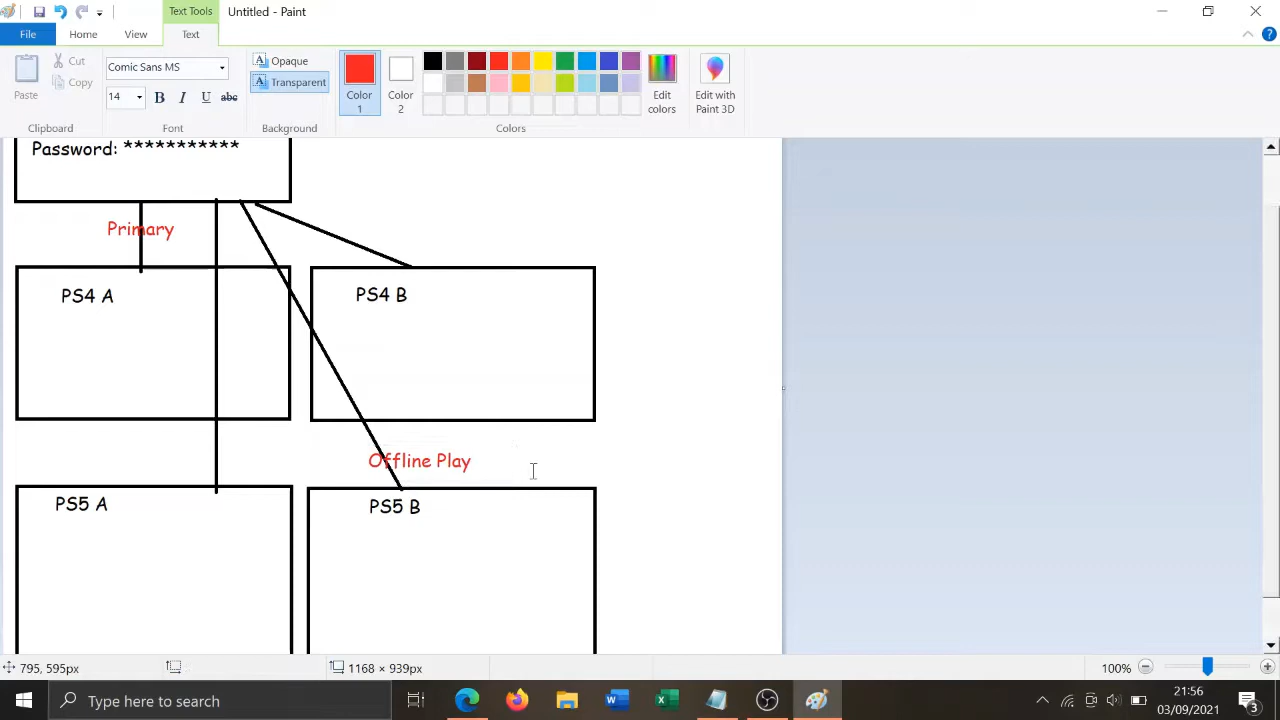 Text Tools
Untitled - Paint
File
Home
View
Text
Paste
Cut
Copy
Clipboard
Comic Sans MS
14
B I U abc
Font
A Opaque
A Transparent
Background
Color 1
Color 2
Edit colors
Colors
Edit with Paint 3D
Password: ***********
Primary
PS4 A
PS4 B
Offline Play
PS5 A
PS5 B
795, 595px
1168 × 939px
100%
Type here to search
21:56
03/09/2021
3